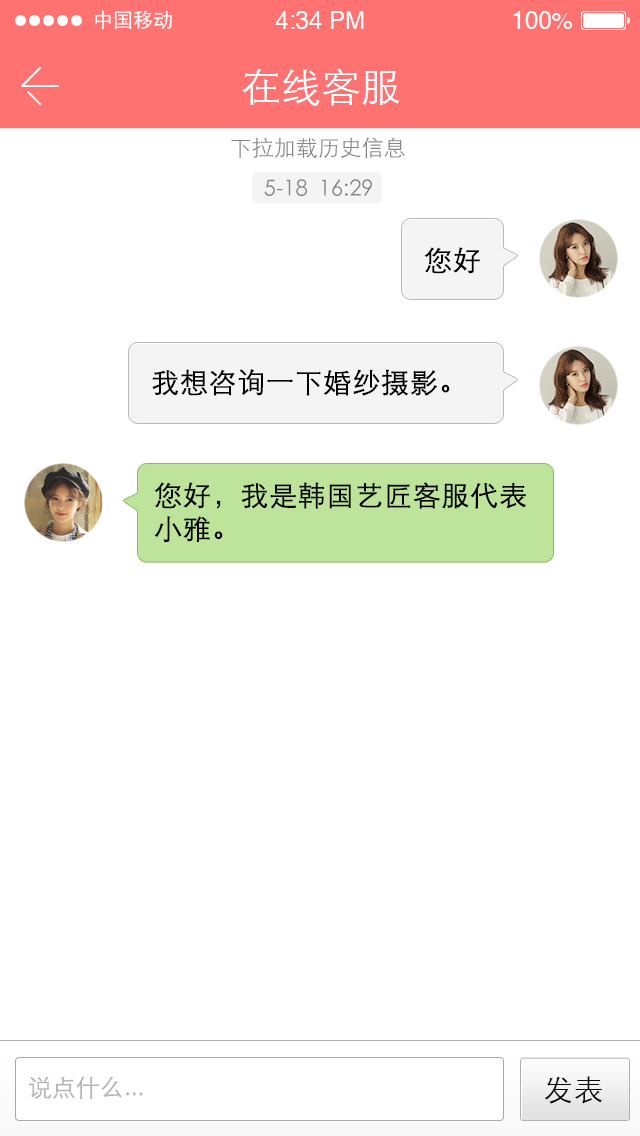 中国移动 4:34 PM 100%
在线客服
下拉加载历史信息
5-18 16:29
您好
我想咨询一下婚纱摄影。
您好，我是韩国艺匠客服代表
小雅。
说点什么... 发表